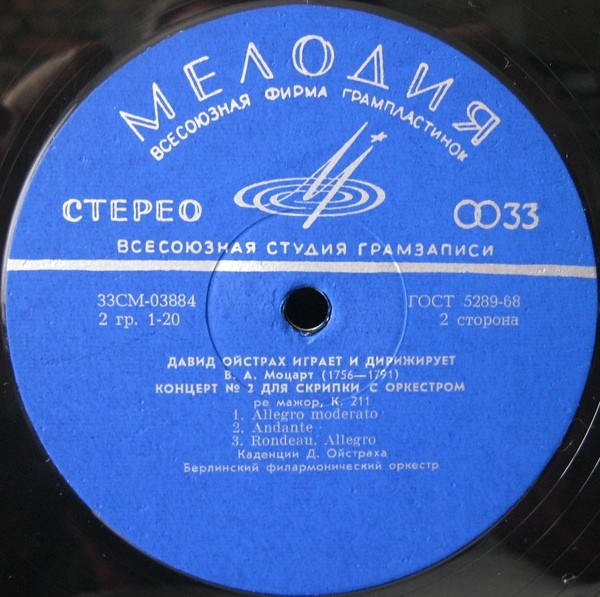 МЕЛОДИЯ
ВСЕСОЮЗНАЯ ФИРМА ГРАМПЛАСТИНОК
СТЕРЕО
33
ВСЕСОЮЗНАЯ СТУДИЯ ГРАМЗАПИСИ
33СМ-03884
ГОСТ 5289-68
2 гр. 1-20
2 сторона
ДАВИД ОЙСТРАХ ИГРАЕТ И ДИРИЖИРУЕТ
В. А. Моцарт (1756—1791)
КОНЦЕРТ № 2 ДЛЯ СКРИПКИ С ОРКЕСТРОМ
ре мажор, К. 211
1. Allegro moderato
2. Andante
3. Rondeau. Allegro
Каденции Д. Ойстраха
Берлинский филармонический оркестр